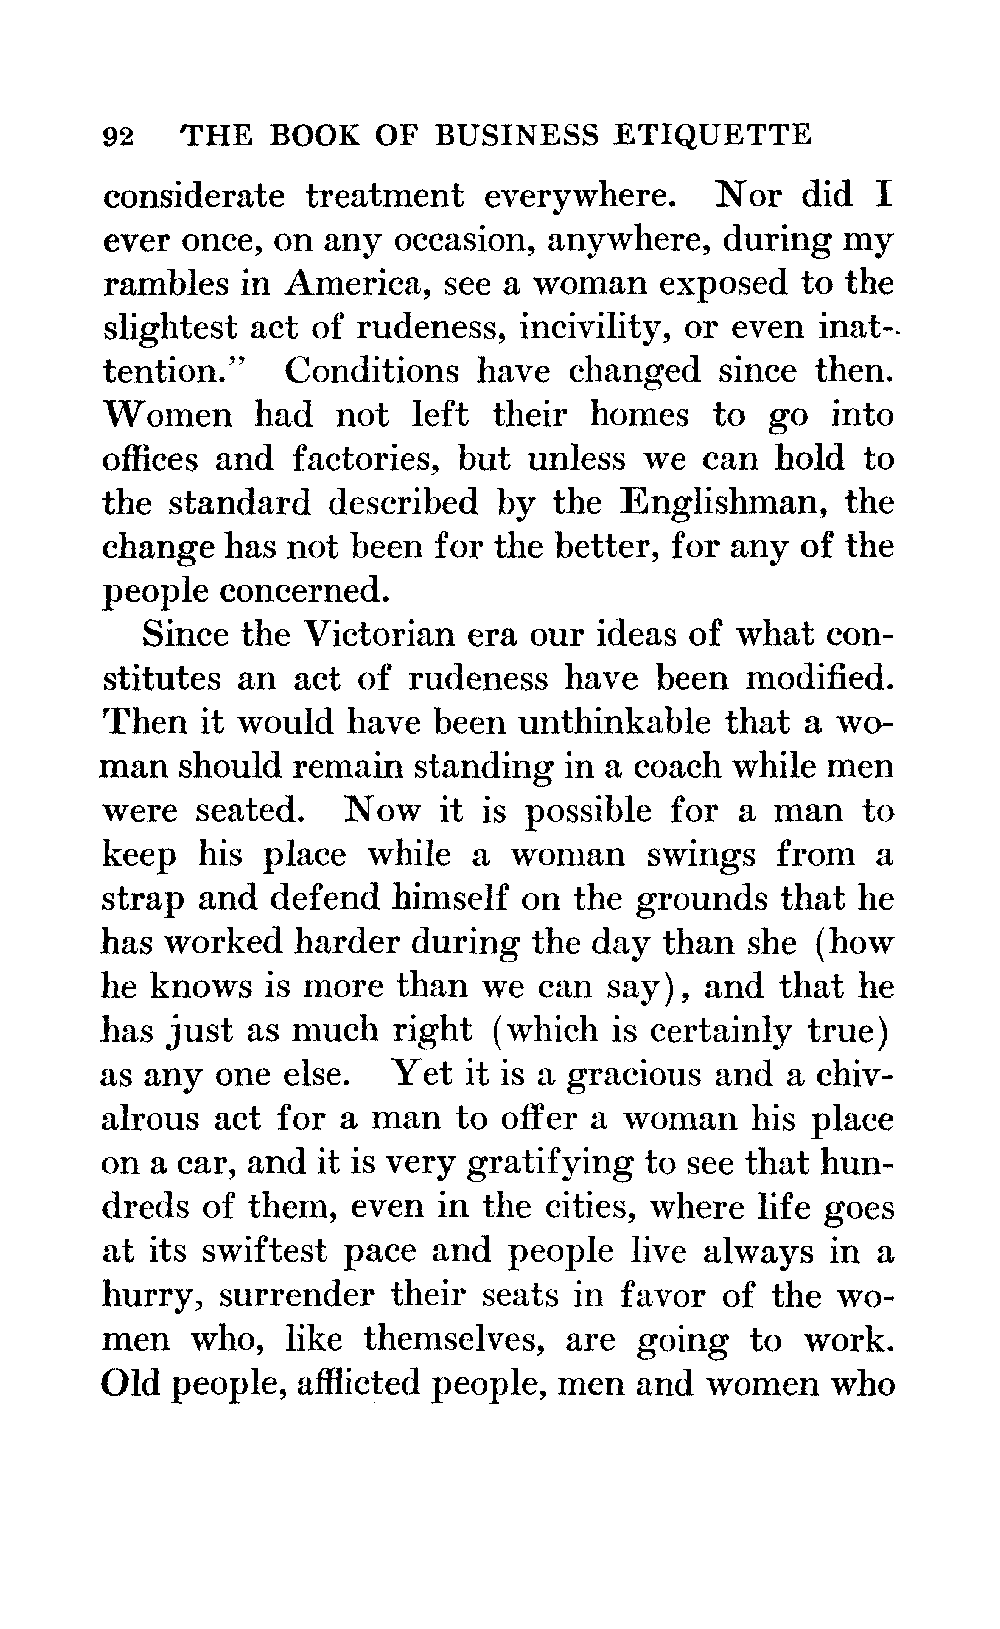 92 THE BOOK OF BUSINESS ETIQUETTE
considerate treatment everywhere. Nor did I
ever once, on any occasion, anywhere, during my
rambles in America, see a woman exposed to the
slightest act of rudeness, incivility, or even inat-
tention." Conditions have changed since then.
Women had not left their homes to go into
offices and factories, but unless we can hold to
the standard described by the Englishman, the
change has not been for the better, for any of the
people concerned.
Since the Victorian era our ideas of what con-
stitutes an act of rudeness have been modified.
Then it would have been unthinkable that a wo-
man should remain standing in a coach while men
were seated. Now it is possible for a man to
keep his place while a woman swings from a
strap and defend himself on the grounds that he
has worked harder during the day than she (how
he knows is more than we can say), and that he
has just as much right (which is certainly true)
as any one else. Yet it is a gracious and a chiv-
alrous act for a man to offer a woman his place
on a car, and it is very gratifying to see that hun-
dreds of them, even in the cities, where life goes
at its swiftest pace and people live always in a
hurry, surrender their seats in favor of the wo-
men who, like themselves, are going to work.
Old people, afflicted people, men and women who